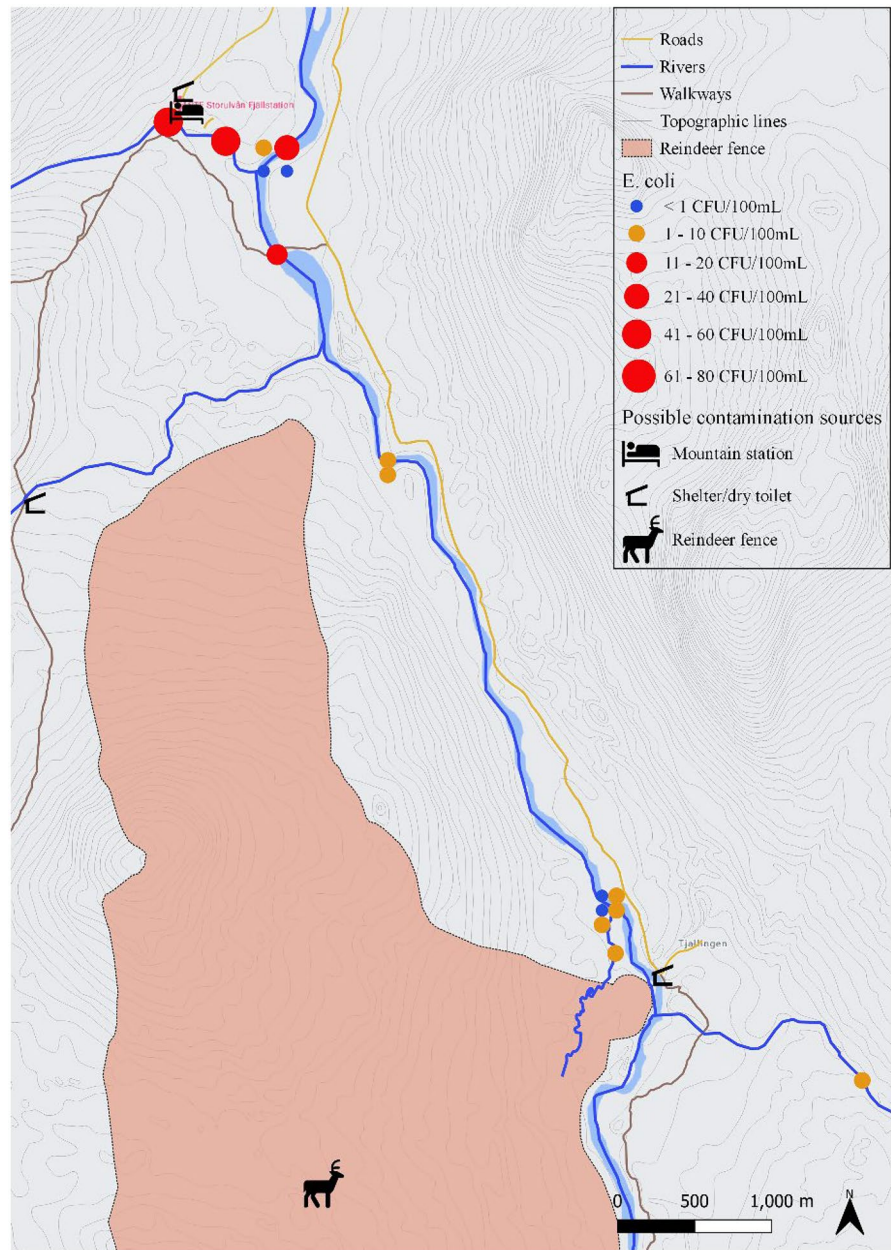 Roads
Rivers
Walkways
Topographic lines
Reindeer fence
E. coli
< 1 CFU/100mL
1 - 10 CFU/100mL
11 - 20 CFU/100mL
21 - 40 CFU/100mL
41 - 60 CFU/100mL
61 - 80 CFU/100mL
Possible contamination sources
Mountain station
Shelter/dry toilet
Reindeer fence
Storulvån Fjällstation
Tjallingen
0 500 1,000 m
N